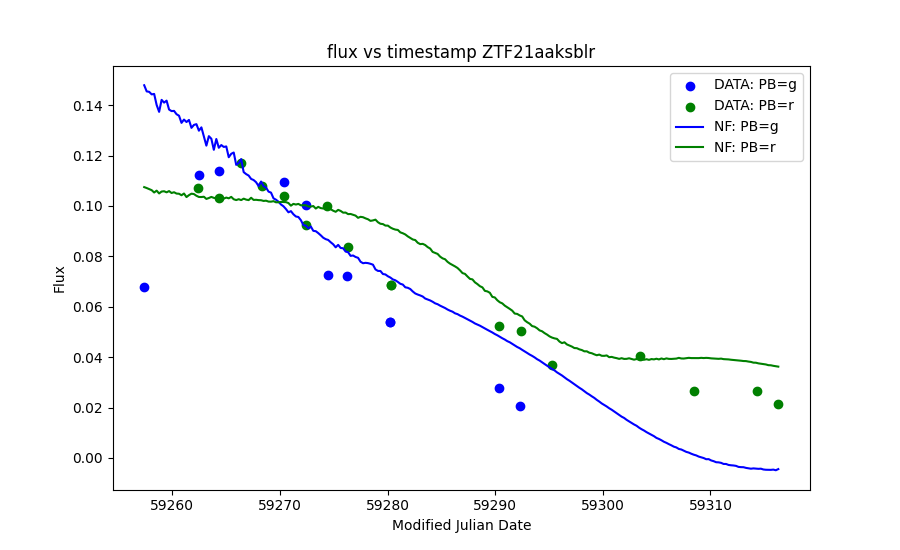 flux vs timestamp ZTF21aaksblr
DATA: PB=g
DATA: PB=r
NF: PB=g
NF: PB=r
Flux
0.14
0.12
0.10
0.08
0.06
0.04
0.02
0.00
59260 59270 59280 59290 59300 59310
Modified Julian Date